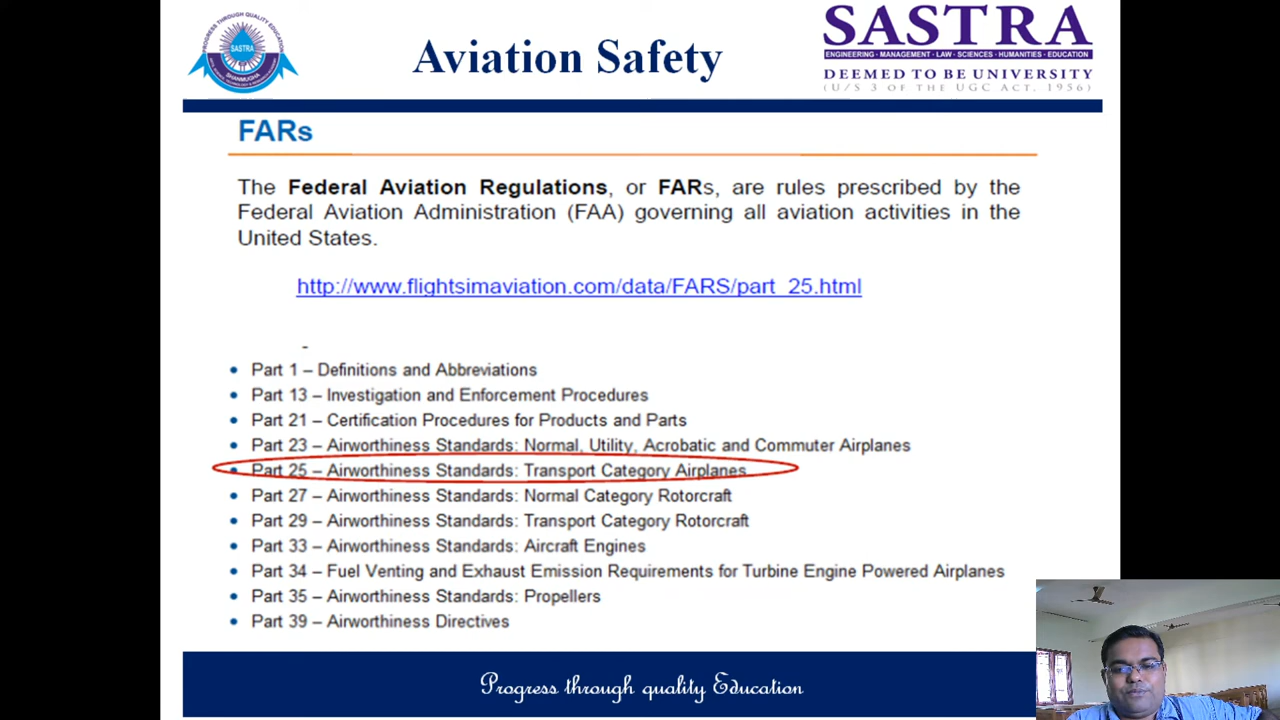 PROGRESS THROUGH QUALITY EDUCATION
SASTRA
SHANMUGHA
Aviation Safety
SASTRA
ENGINEERING · MANAGEMENT · LAW · SCIENCES · HUMANITIES · EDUCATION
DEEMED TO BE UNIVERSITY
(U/S 3 OF THE UGC ACT, 1956)
FARs
The Federal Aviation Regulations, or FARs, are rules prescribed by the
Federal Aviation Administration (FAA) governing all aviation activities in the
United States.
http://www.flightsimaviation.com/data/FARS/part_25.html
-
• Part 1 – Definitions and Abbreviations
• Part 13 – Investigation and Enforcement Procedures
• Part 21 – Certification Procedures for Products and Parts
• Part 23 – Airworthiness Standards: Normal, Utility, Acrobatic and Commuter Airplanes
• Part 25 – Airworthiness Standards: Transport Category Airplanes
• Part 27 – Airworthiness Standards: Normal Category Rotorcraft
• Part 29 – Airworthiness Standards: Transport Category Rotorcraft
• Part 33 – Airworthiness Standards: Aircraft Engines
• Part 34 – Fuel Venting and Exhaust Emission Requirements for Turbine Engine Powered Airplanes
• Part 35 – Airworthiness Standards: Propellers
• Part 39 – Airworthiness Directives
Progress through quality Education